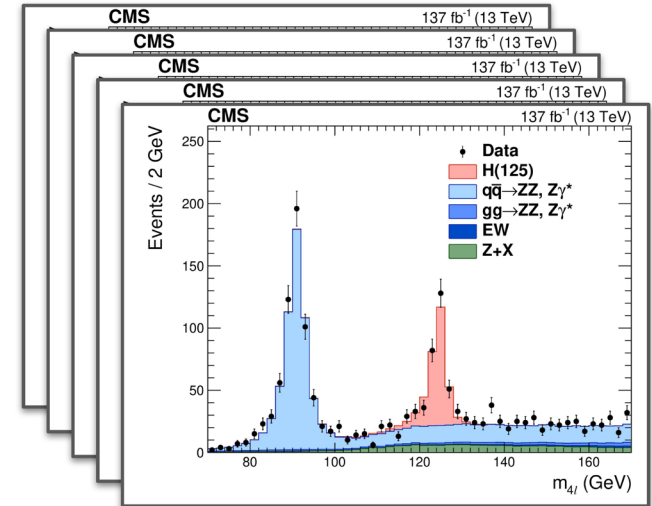 CMS 137 fb⁻¹ (13 TeV)
CMS 137 fb⁻¹ (13 TeV)
CMS 137 fb⁻¹ (13 TeV)
CMS 137 fb⁻¹ (13 TeV)
CMS 137 fb⁻¹ (13 TeV)
Events / 2 GeV
250
200
150
100
50
0
Data
H(125)
qq̅→ZZ, Zγ*
gg→ZZ, Zγ*
EW
Z+X
80 100 120 140 160
m4l (GeV)